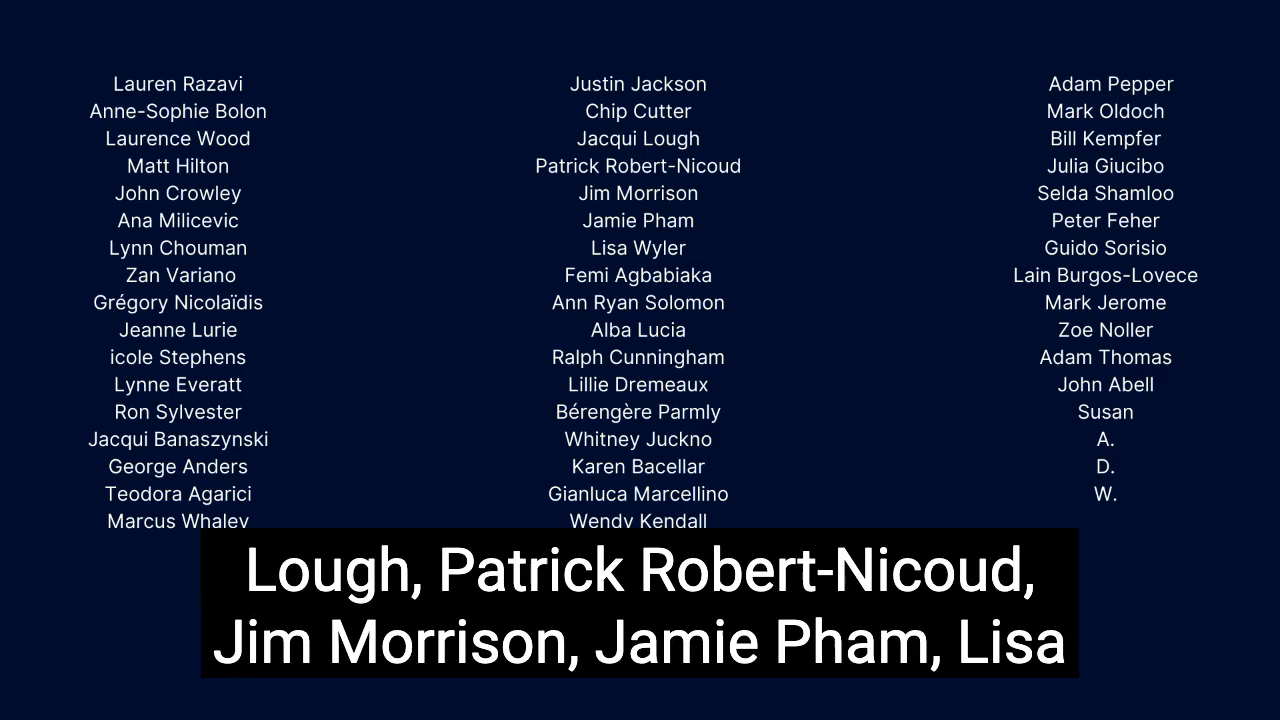 Lauren Razavi
Anne-Sophie Bolon
Laurence Wood
Matt Hilton
John Crowley
Ana Milicevic
Lynn Chouman
Zan Variano
Grégory Nicolaïdis
Jeanne Lurie
icole Stephens
Lynne Everatt
Ron Sylvester
Jacqui Banaszynski
George Anders
Teodora Agarici
Marcus Whaley
Justin Jackson
Chip Cutter
Jacqui Lough
Patrick Robert-Nicoud
Jim Morrison
Jamie Pham
Lisa Wyler
Femi Agbabiaka
Ann Ryan Solomon
Alba Lucia
Ralph Cunningham
Lillie Dremeaux
Bérengère Parmly
Whitney Juckno
Karen Bacellar
Gianluca Marcellino
Wendy Kendall
Adam Pepper
Mark Oldoch
Bill Kempfer
Julia Giucibo
Selda Shamloo
Peter Feher
Guido Sorisio
Lain Burgos-Lovece
Mark Jerome
Zoe Noller
Adam Thomas
John Abell
Susan
A.
D.
W.
Lough, Patrick Robert-Nicoud,
Jim Morrison, Jamie Pham, Lisa